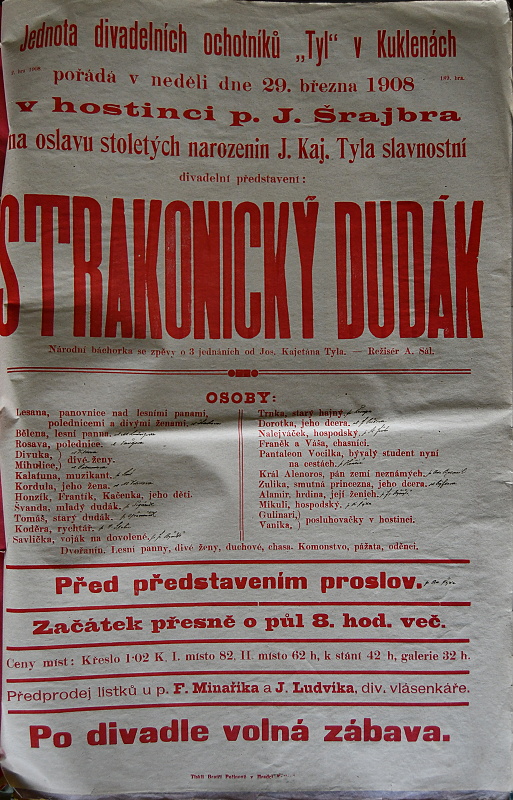 Jednota divadelních ochotníků „Tyl“ v Kuklenách
pořádá v neděli dne 29. března 1908
v hostinci p. J. Šrajbra
na oslavu stoletých narozenin J. Kaj. Tyla slavnostní
divadelní představení:
STRAKONICKÝ DUDÁK
Národní báchorka se zpěvy o 3 jednáních od Jos. Kajetána Tyla. — Režisér A. Sál.
OSOBY:
Lesana, panovnice nad lesními panami,
polednicemi a divými ženami.
Bělena, lesní panna.
Rosava, polednice.
Divuka,
Miholice, } divé ženy.
Kalafuna, muzikant.
Kordula, jeho žena.
Honzík, Frantík, Kačenka, jeho děti.
Švanda, mladý dudák.
Tomáš, starý dudák.
Koděra, rychtář.
Savlička, voják na dovolené.
Trnka, starý hajný.
Dorotka, jeho dcera.
Nalejváček, hospodský.
Franěk a Váša, chasníci.
Pantaleon Vocilka, bývalý student nyní
na cestách.
Král Alenoros, pán zemí neznámých.
Zulika, smutná princezna, jeho dcera.
Alamir, hrdina, její ženich.
Mikuli, hospodský.
Gulinari,
Vanika, } posluhovačky v hostinci.
Dvořanín. Lesní panny, divé ženy, duchové, chasa. Komonstvo, pážata, oděnci.
Před představením proslov.
Začátek přesně o půl 8. hod. več.
Ceny míst: Křeslo 1·02 K, I. místo 82, II. místo 62 h, k stání 42 h, galerie 32 h.
Předprodej lístků u p. F. Minaříka a J. Ludvíka, div. vlásenkáře.
Po divadle volná zábava.